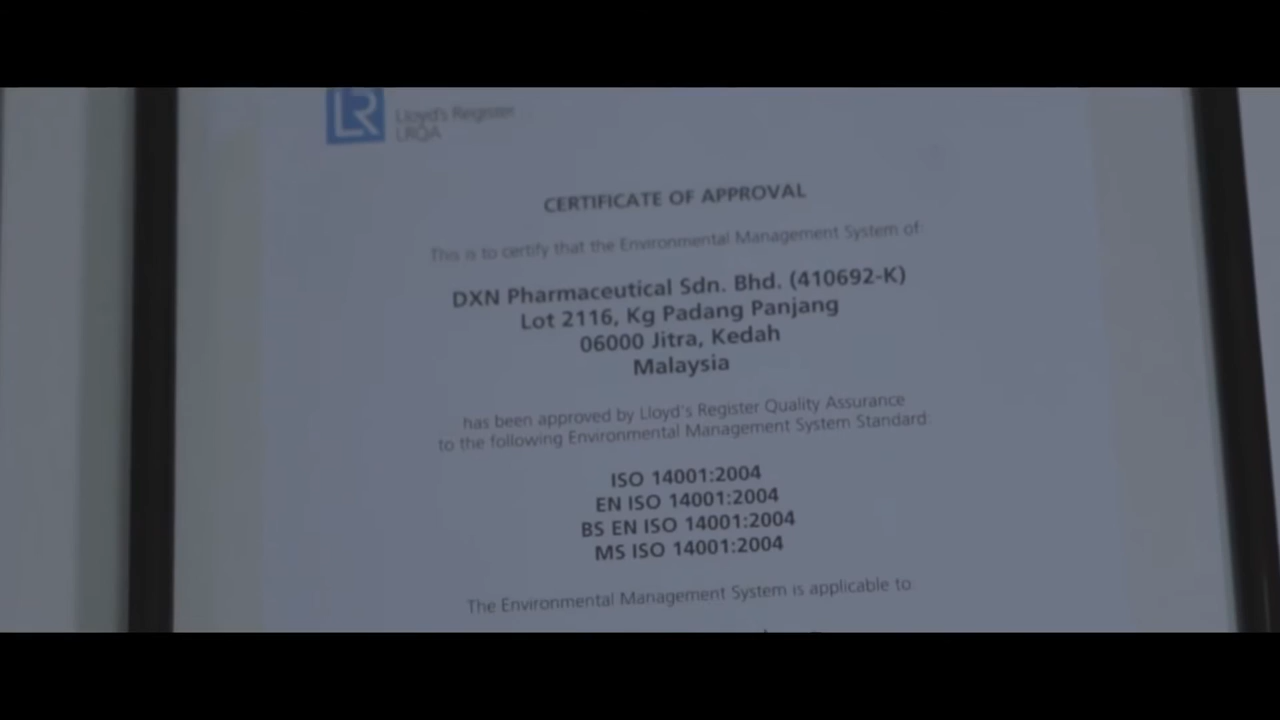 LR
Lloyd's Register
LRQA
CERTIFICATE OF APPROVAL
This is to certify that the Environmental Management System of
DXN Pharmaceutical Sdn. Bhd. (410692-K)
Lot 2116, Kg Padang Panjang
06000 Jitra, Kedah
Malaysia
has been approved by Lloyd's Register Quality Assurance
to the following Environmental Management System Standard
ISO 14001:2004
EN ISO 14001:2004
BS EN ISO 14001:2004
MS ISO 14001:2004
The Environmental Management System is applicable to